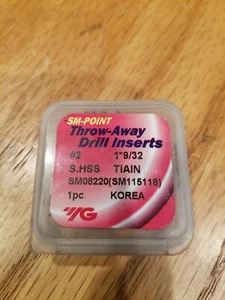 SM-POINT
Throw-Away
Drill Inserts
#2 1"9/32
S.HSS TiAIN
SM08220(SM115118)
1pc KOREA
YG